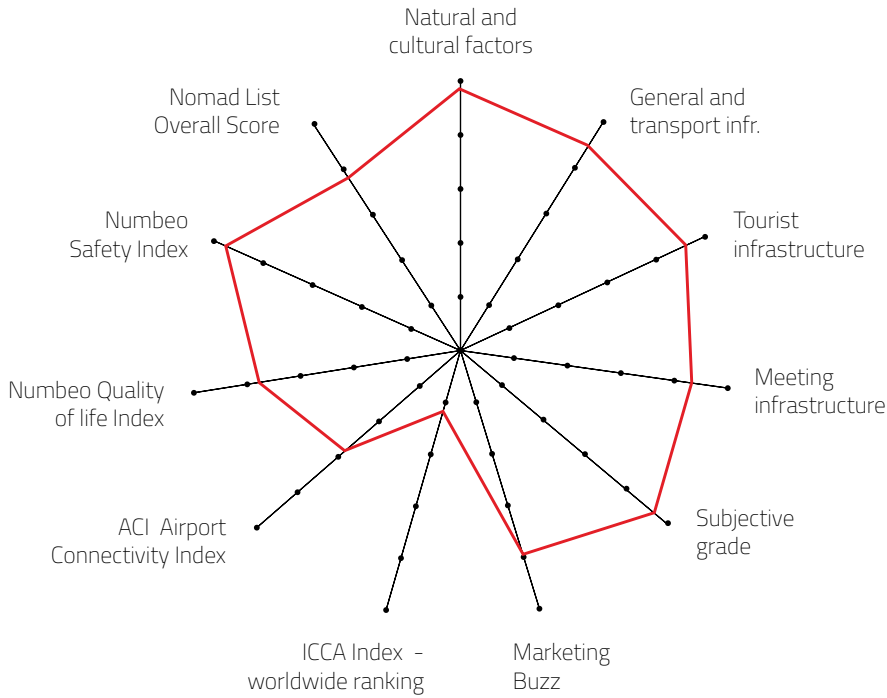 Natural and
cultural factors
General and
transport infr.
Tourist
infrastructure
Meeting
infrastructure
Subjective
grade
Marketing
Buzz
ICCA Index -
worldwide ranking
ACI Airport
Connectivity Index
Numbeo Quality
of life Index
Numbeo
Safety Index
Nomad List
Overall Score